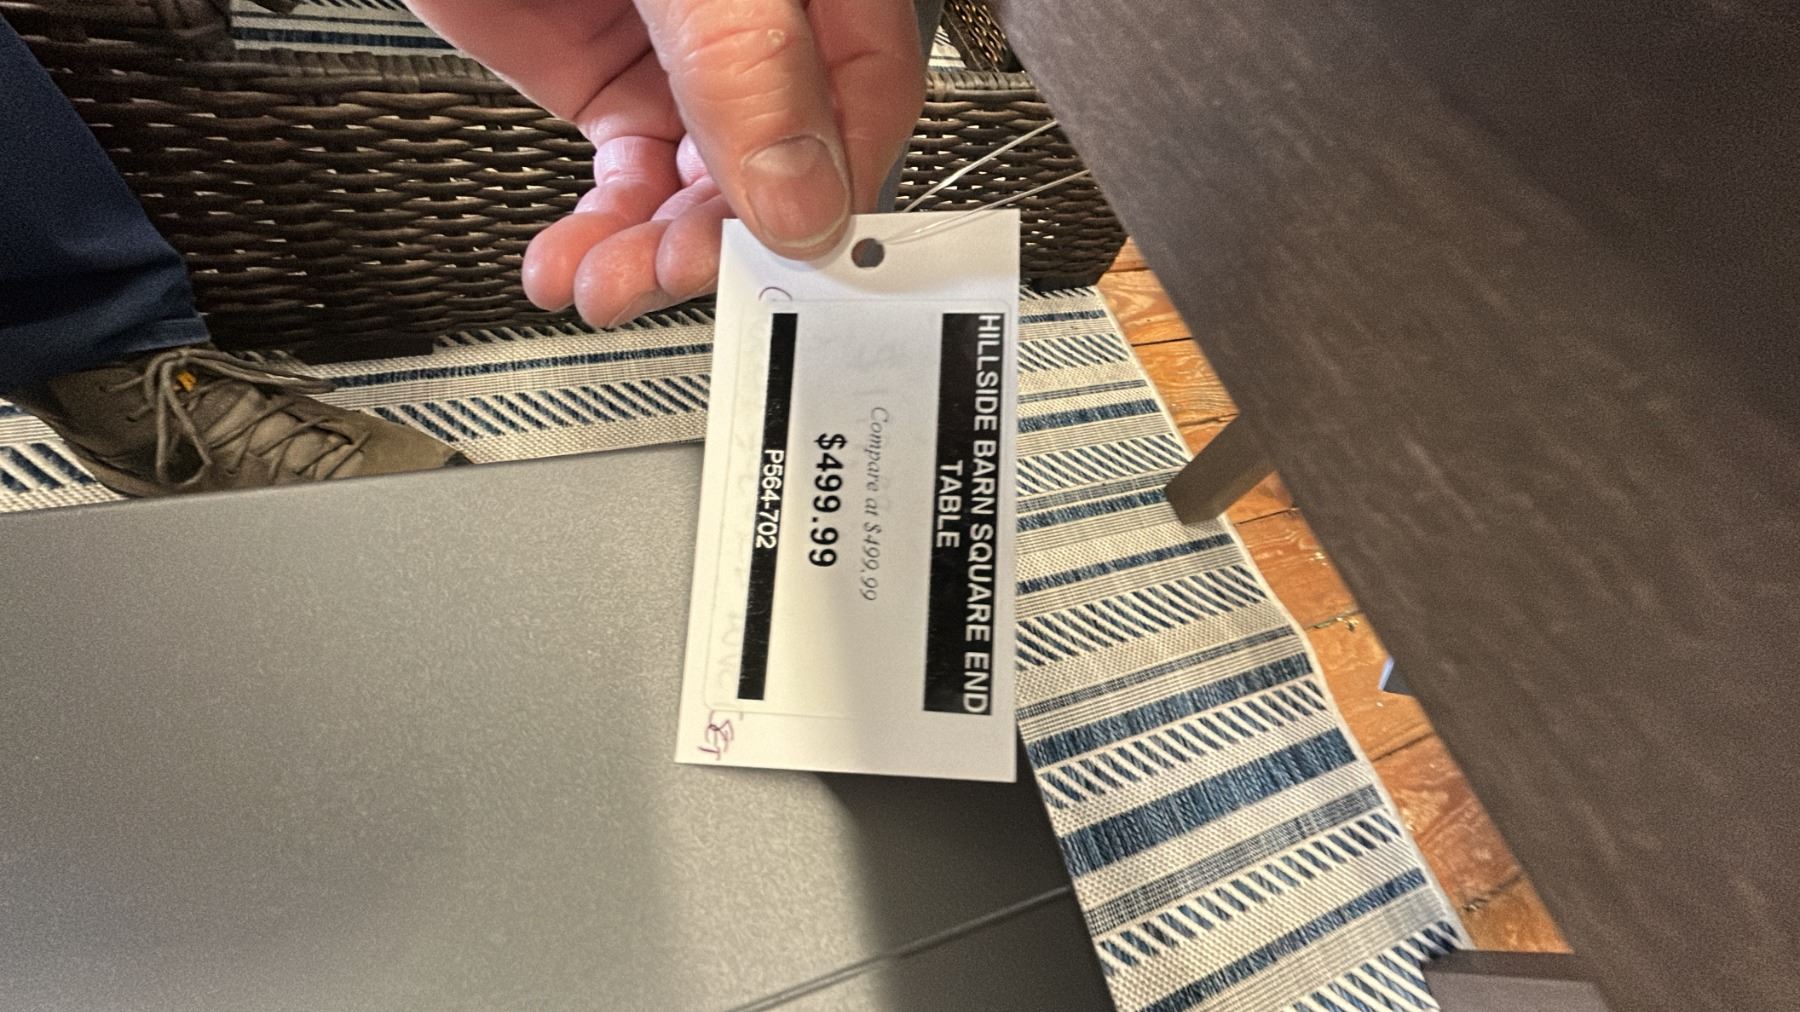 HILLSIDE BARN SQUARE END
TABLE
Compare at $499.99
$499.99
P564-702